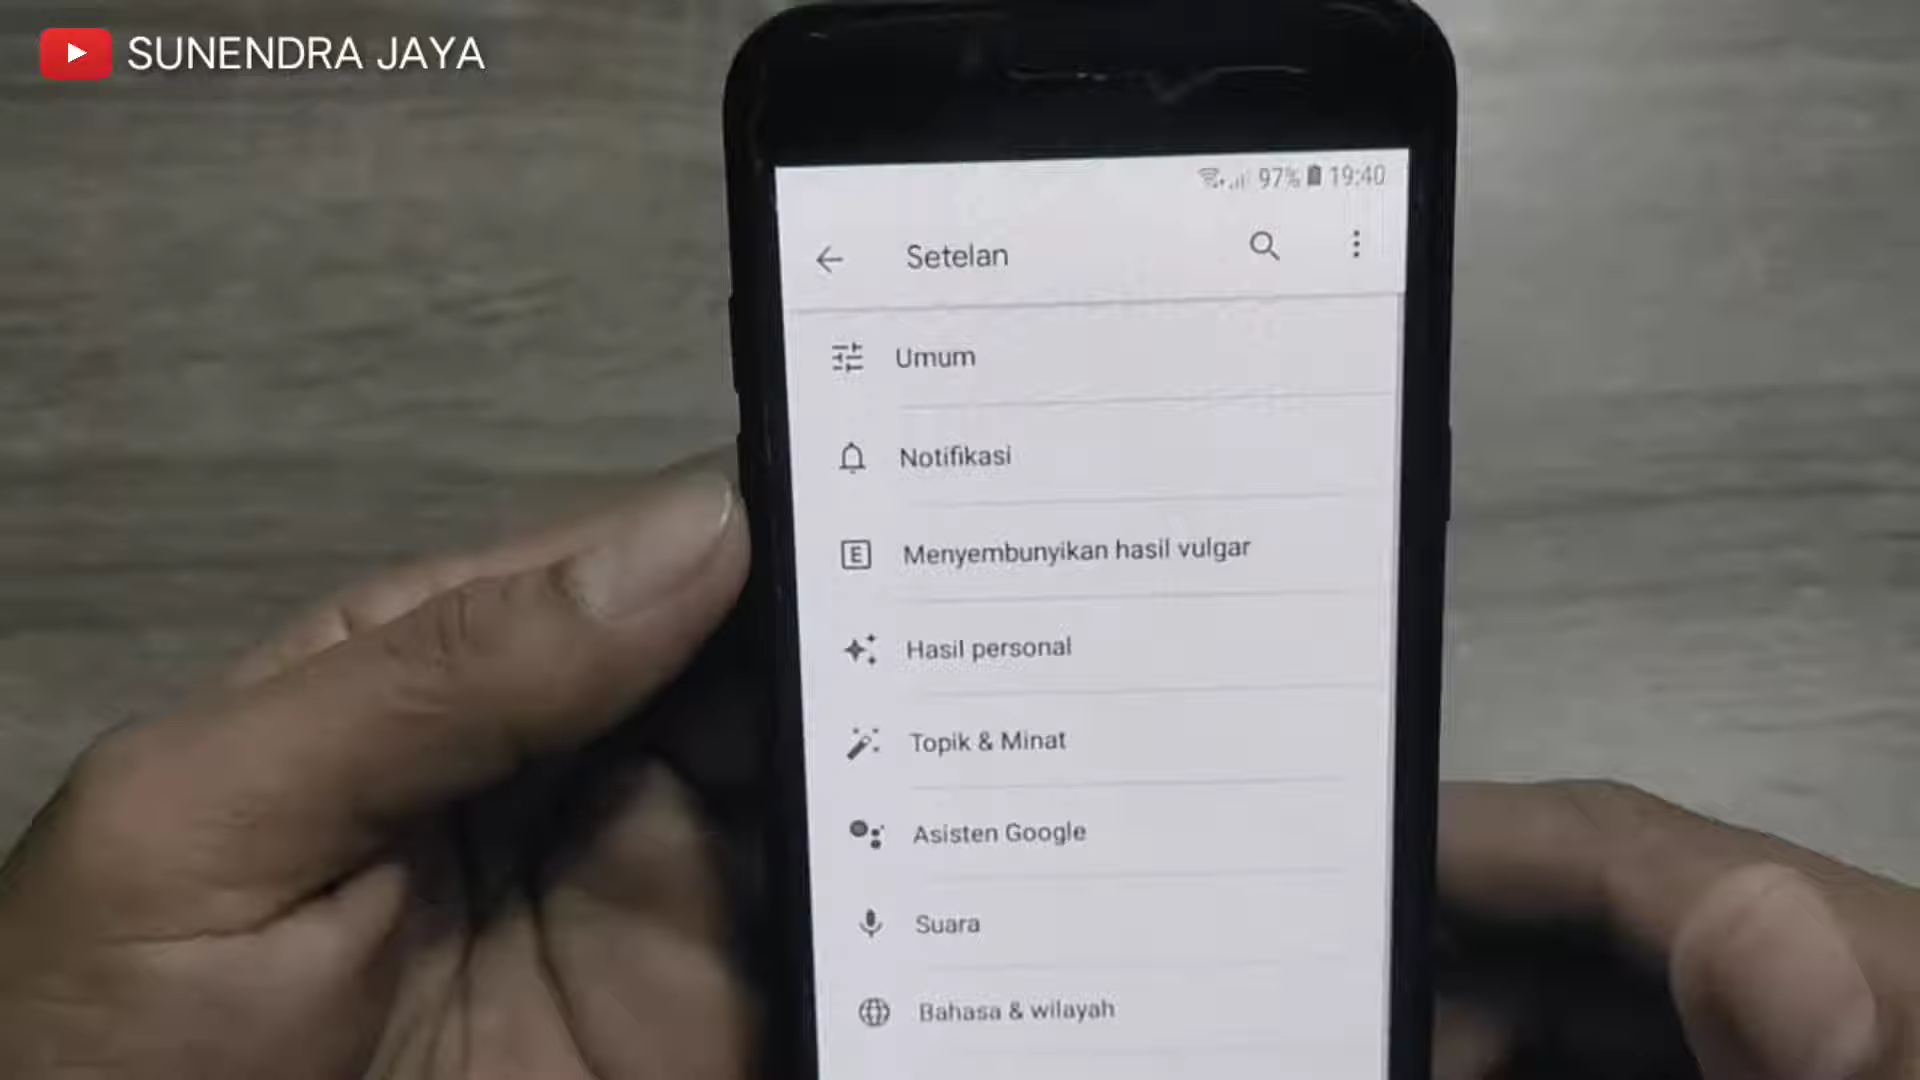 SUNENDRA JAYA
97% 19:40
Setelan
Umum
Notifikasi
E Menyembunyikan hasil vulgar
Hasil personal
Topik & Minat
Asisten Google
Suara
Bahasa & wilayah